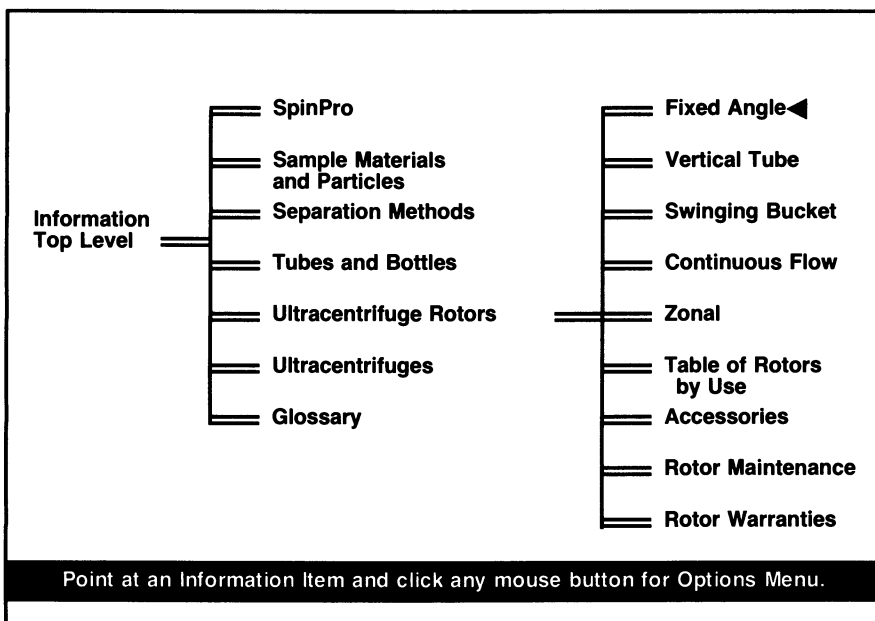 Information
Top Level
SpinPro
Sample Materials
and Particles
Separation Methods
Tubes and Bottles
Ultracentrifuge Rotors
Ultracentrifuges
Glossary
Fixed Angle
Vertical Tube
Swinging Bucket
Continuous Flow
Zonal
Table of Rotors
by Use
Accessories
Rotor Maintenance
Rotor Warranties
Point at an Information Item and click any mouse button for Options Menu.